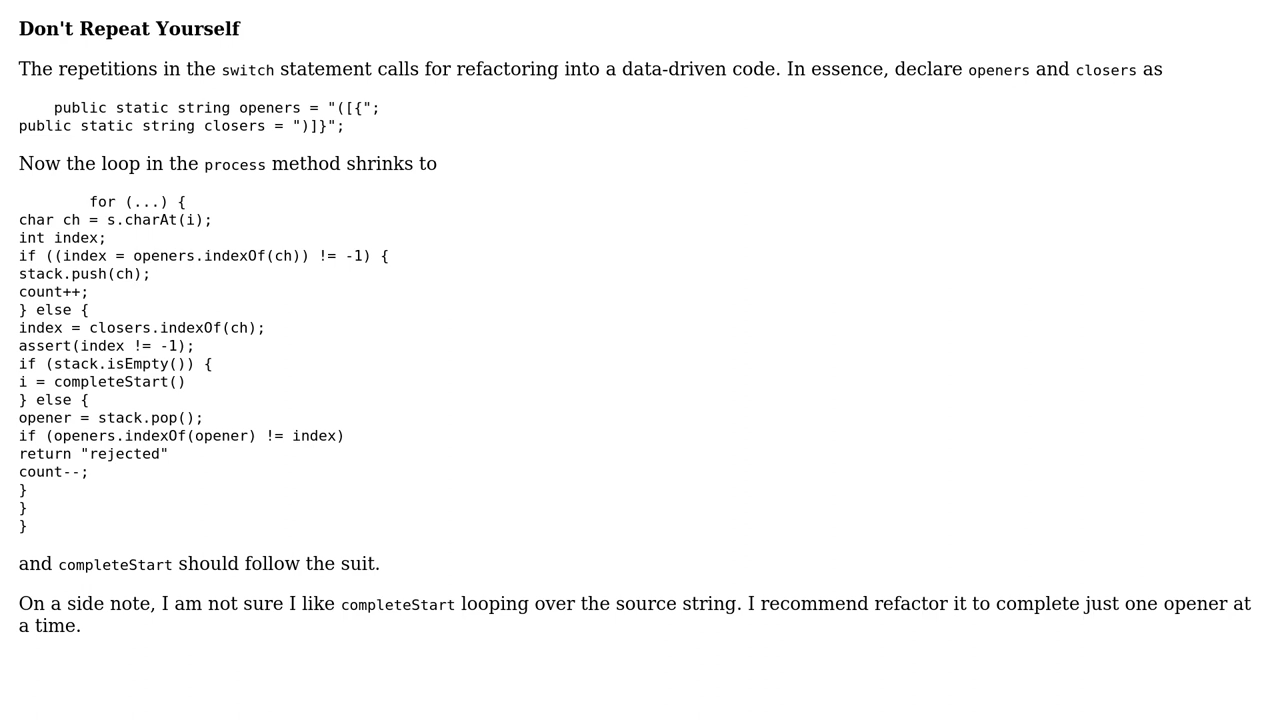 Don't Repeat Yourself
The repetitions in the switch statement calls for refactoring into a data-driven code. In essence, declare openers and closers as
public static string openers = "([{";
public static string closers = ")]}";
Now the loop in the process method shrinks to
for (...) {
char ch = s.charAt(i);
int index;
if ((index = openers.indexOf(ch)) != -1) {
stack.push(ch);
count++;
} else {
index = closers.indexOf(ch);
assert(index != -1);
if (stack.isEmpty()) {
i = completeStart()
} else {
opener = stack.pop();
if (openers.indexOf(opener) != index)
return "rejected"
count--;
}
}
}
and completeStart should follow the suit.
On a side note, I am not sure I like completeStart looping over the source string. I recommend refactor it to complete just one opener at
a time.